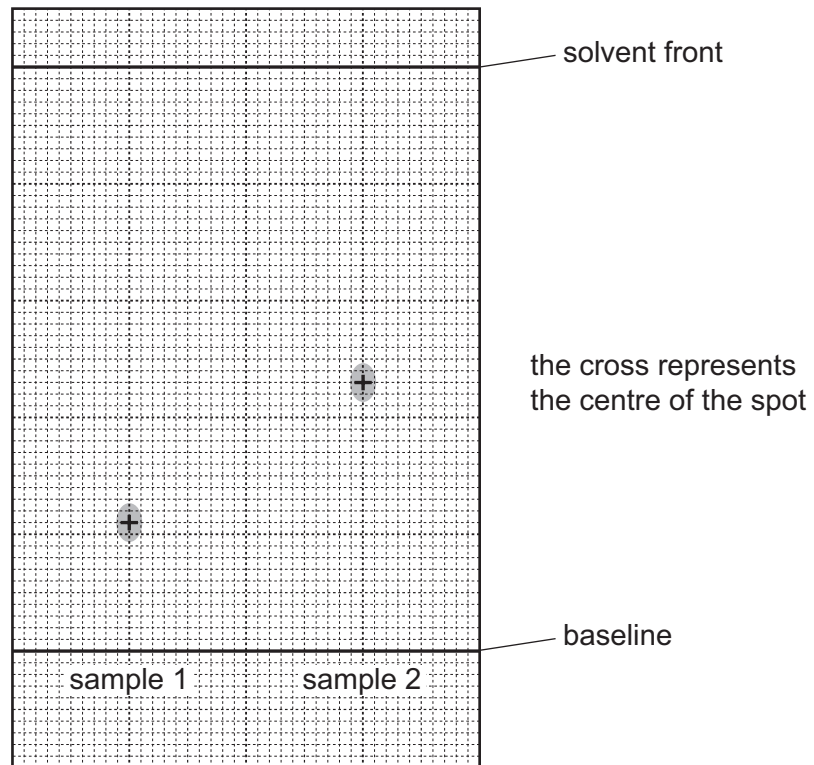 solvent front
the cross represents
the centre of the spot
baseline
sample 1
sample 2